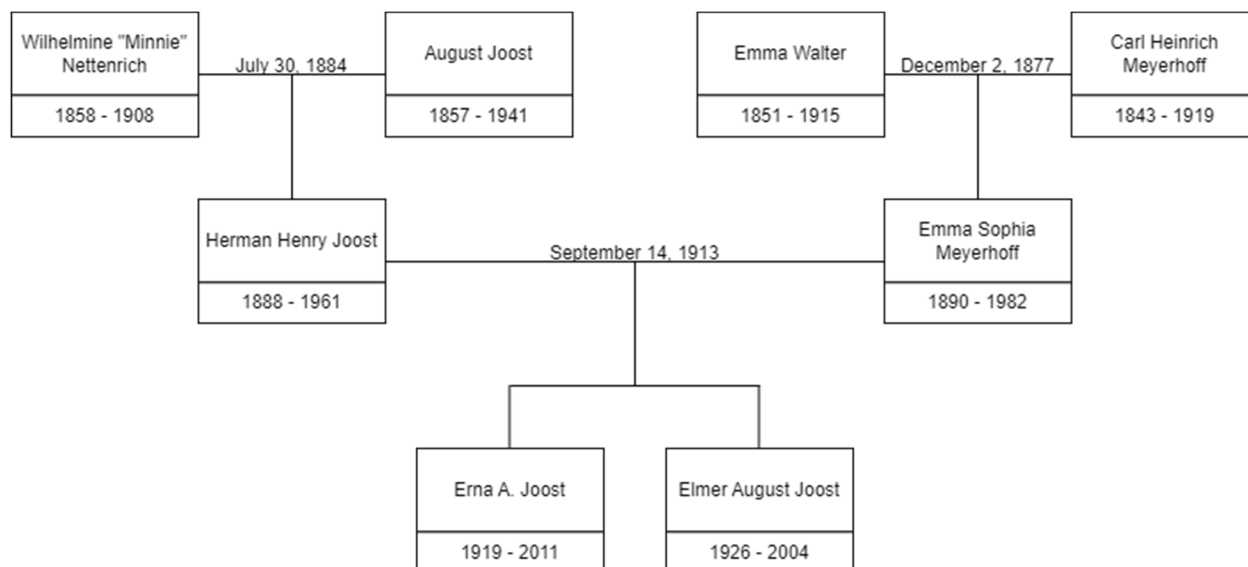 Wilhelmine "Minnie"
Nettenrich
1858 - 1908
July 30, 1884
August Joost
1857 - 1941
Emma Walter
1851 - 1915
December 2, 1877
Carl Heinrich
Meyerhoff
1843 - 1919
Herman Henry Joost
1888 - 1961
September 14, 1913
Emma Sophia
Meyerhoff
1890 - 1982
Erna A. Joost
1919 - 2011
Elmer August Joost
1926 - 2004